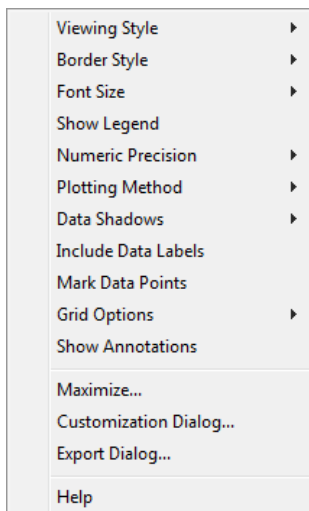 Viewing Style
Border Style
Font Size
Show Legend
Numeric Precision
Plotting Method
Data Shadows
Include Data Labels
Mark Data Points
Grid Options
Show Annotations
Maximize...
Customization Dialog...
Export Dialog...
Help